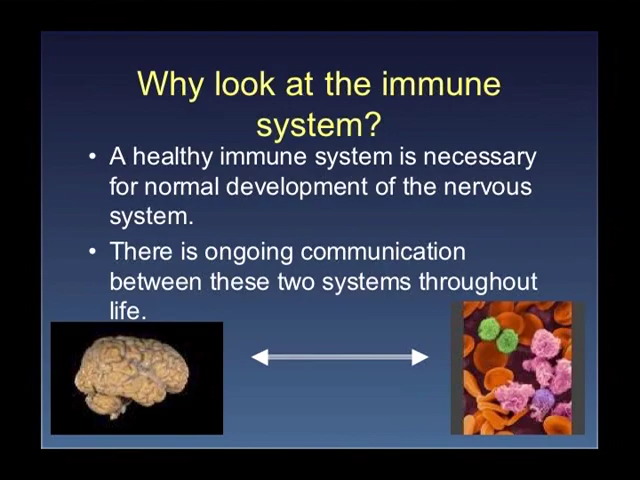 Why look at the immune
system?
• A healthy immune system is necessary
for normal development of the nervous
system.
• There is ongoing communication
between these two systems throughout
life.